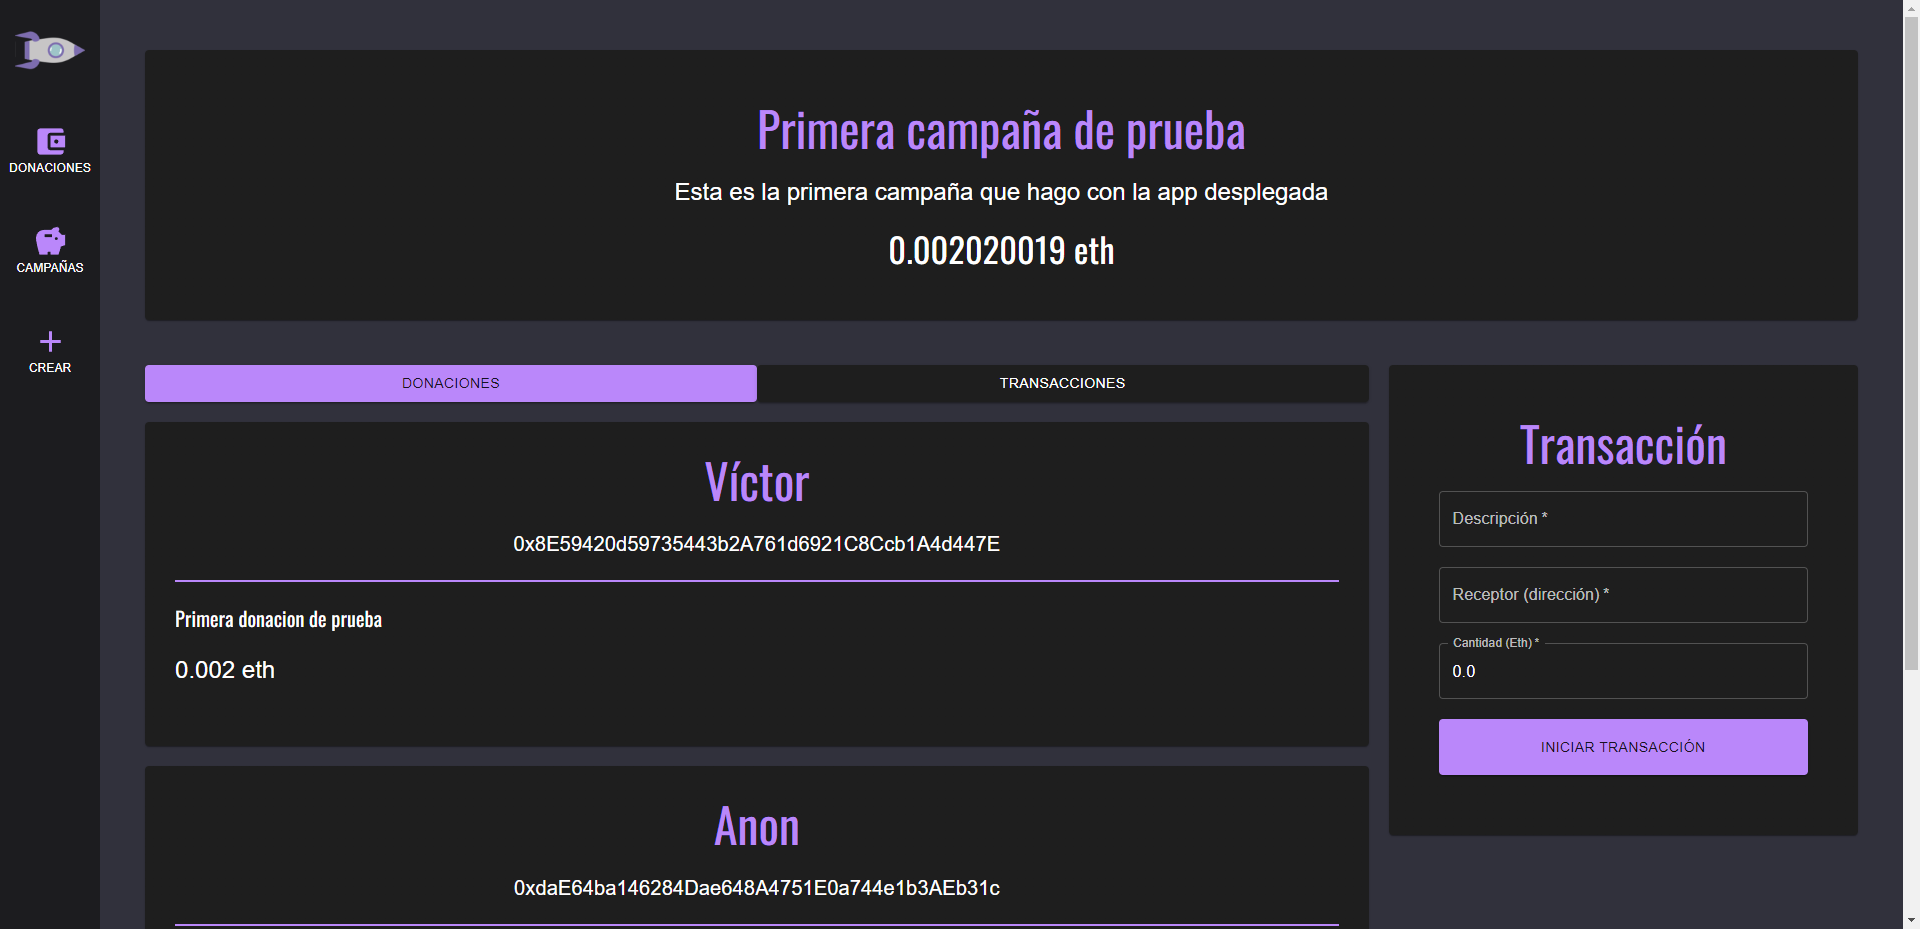 DONACIONES
CAMPAÑAS
CREAR
Primera campaña de prueba
Esta es la primera campaña que hago con la app desplegada
0.002020019 eth
DONACIONES
TRANSACCIONES
Víctor
0x8E59420d59735443b2A761d6921C8Ccb1A4d447E
Primera donacion de prueba
0.002 eth
Anon
0xdaE64ba146284Dae648A4751E0a744e1b3AEb31c
Transacción
Descripción *
Receptor (dirección) *
Cantidad (Eth) *
0.0
INICIAR TRANSACCIÓN